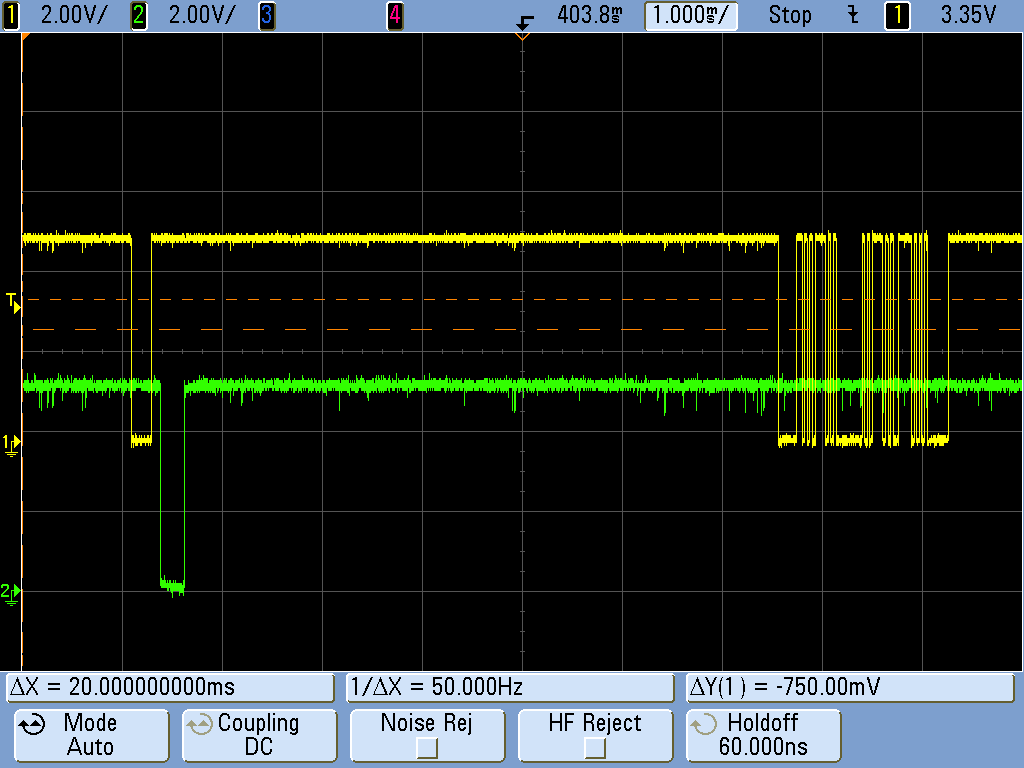 1 2.00V/ 2 2.00V/ 3 4 403.8ms 1.000ms/ Stop 1 3.35V
T
1
2
ΔX = 20.000000000ms 1/ΔX = 50.000Hz ΔY(1) = -750.00mV
Mode Coupling Noise Rej HF Reject Holdoff
Auto DC 60.000ns